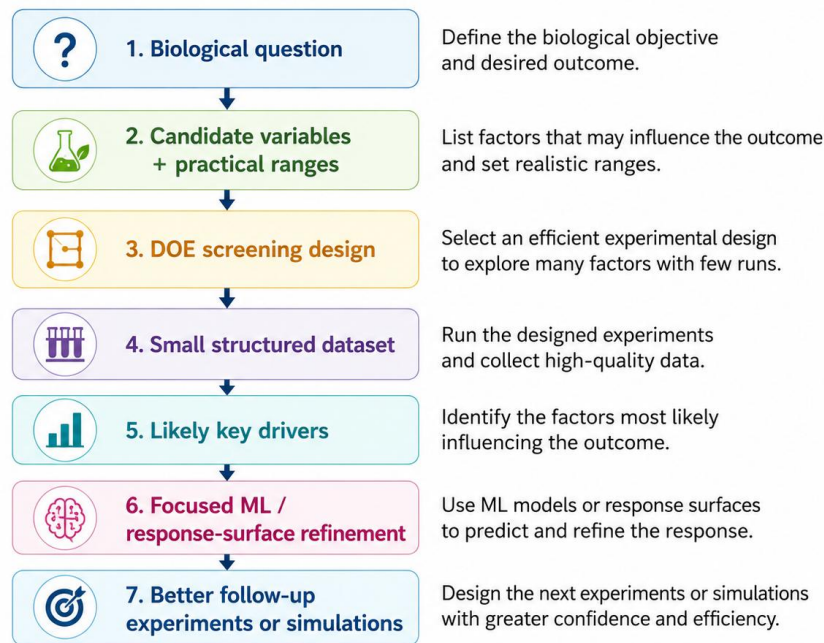 1. Biological question
Define the biological objective
and desired outcome.
2. Candidate variables
+ practical ranges
List factors that may influence the outcome
and set realistic ranges.
3. DOE screening design
Select an efficient experimental design
to explore many factors with few runs.
4. Small structured dataset
Run the designed experiments
and collect high-quality data.
5. Likely key drivers
Identify the factors most likely
influencing the outcome.
6. Focused ML /
response-surface refinement
Use ML models or response surfaces
to predict and refine the response.
7. Better follow-up
experiments or simulations
Design the next experiments or simulations
with greater confidence and efficiency.